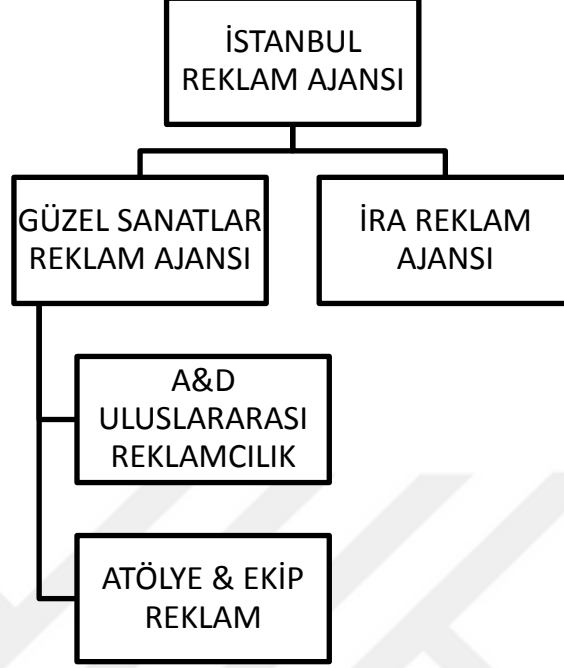 İSTANBUL
REKLAM AJANSI
GÜZEL SANATLAR
REKLAM AJANSI
İRA REKLAM
AJANSI
A&D
ULUSLARARASI
REKLAMCILIK
ATÖLYE & EKİP
REKLAM